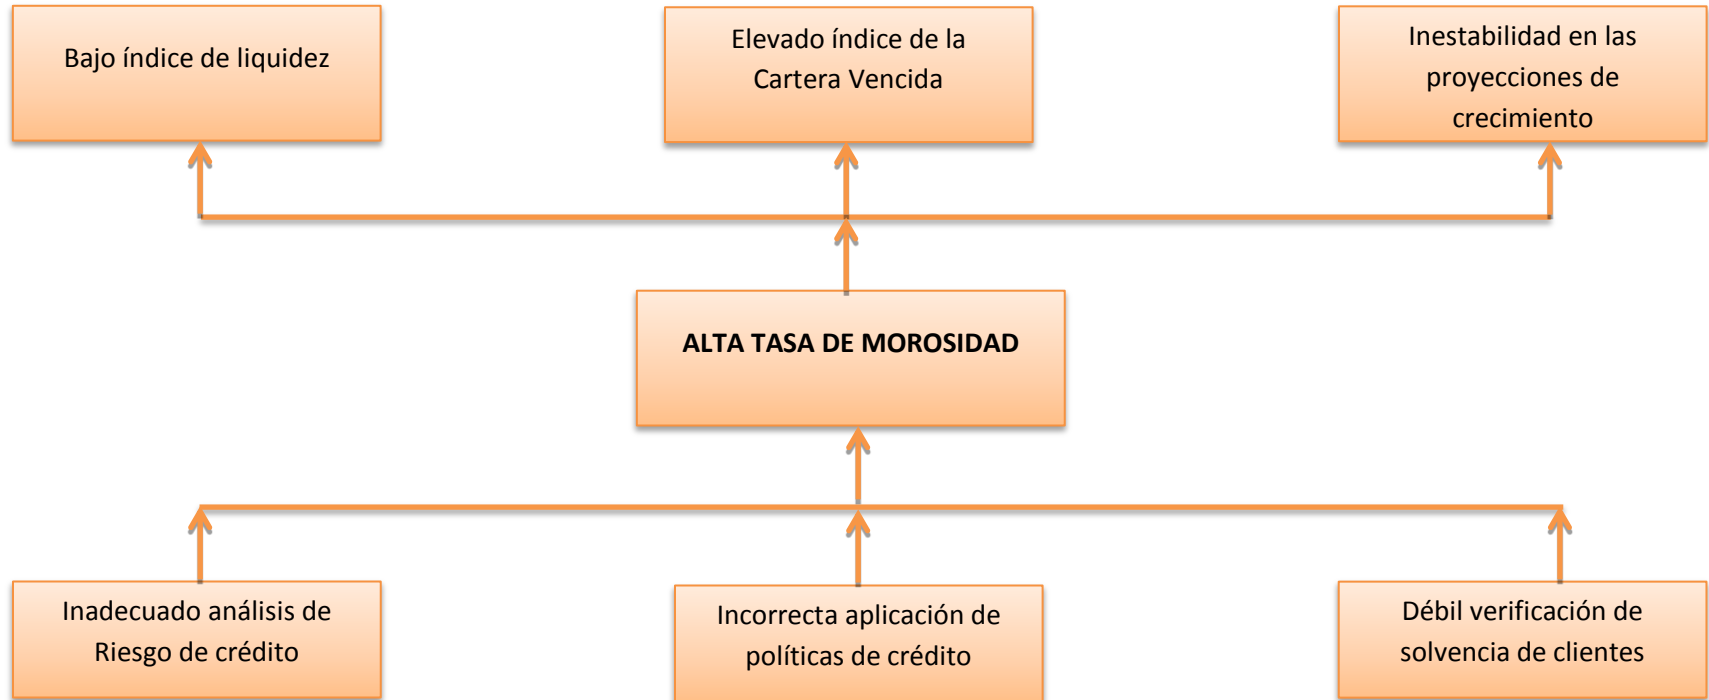 Bajo índice de liquidez
Elevado índice de la
Cartera Vencida
Inestabilidad en las
proyecciones de
crecimiento
ALTA TASA DE MOROSIDAD
Inadecuado análisis de
Riesgo de crédito
Incorrecta aplicación de
políticas de crédito
Débil verificación de
solvencia de clientes